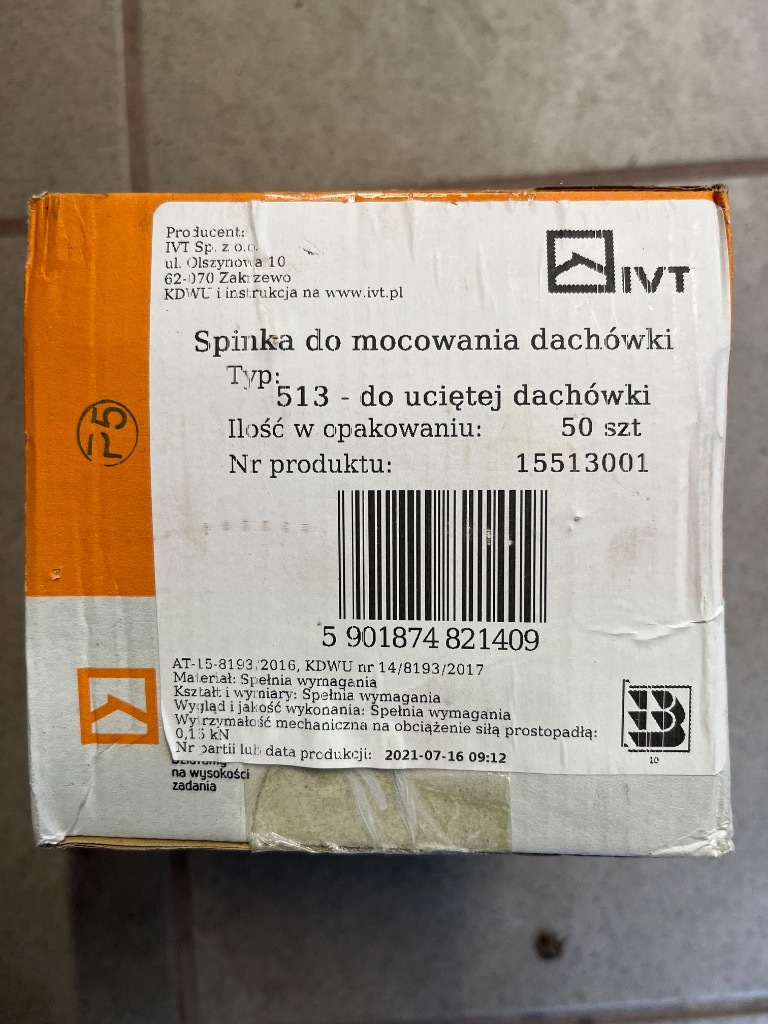 Producent:
IVT Sp. z o.o.
ul. Olszynowa 10
62-070 Zakrzewo
KDWU i instrukcja na www.ivt.pl
IVT
Spinka do mocowania dachówki
Typ:
513 - do uciętej dachówki
Ilość w opakowaniu: 50 szt
Nr produktu: 15513001
5 901874 821409
AT-15-8193/2016, KDWU nr 14/8193/2017
Materiał: Spełnia wymagania
Kształt i wymiary: Spełnia wymagania
Wygląd i jakość wykonania: Spełnia wymagania
Wytrzymałość mechaniczna na obciążenie siłą prostopadłą:
0,15 kN
Nr partii lub data produkcji: 2021-07-16 09:12
B
10
na wysokości
zadania